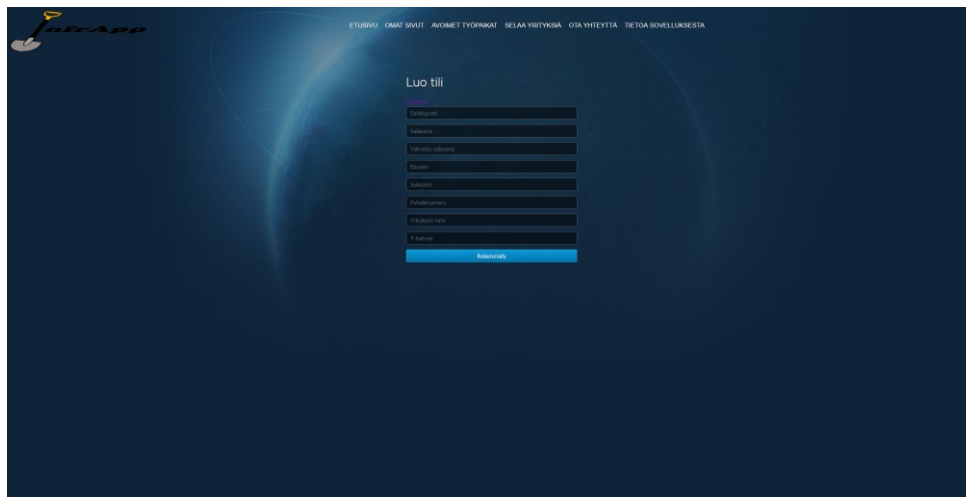 InfrApp
ETUSIVU OMAT SIVUT AVOIMET TYÖPAIKAT SELAA YRITYKSIÄ OTA YHTEYTTÄ TIETOA SOVELLUKSESTA
Luo tili
Sähköposti
Salasana
Vahvista salasana
Etunimi
Sukunimi
Puhelinnumero
Yrityksen nimi
Y-tunnus
Rekisteröidy